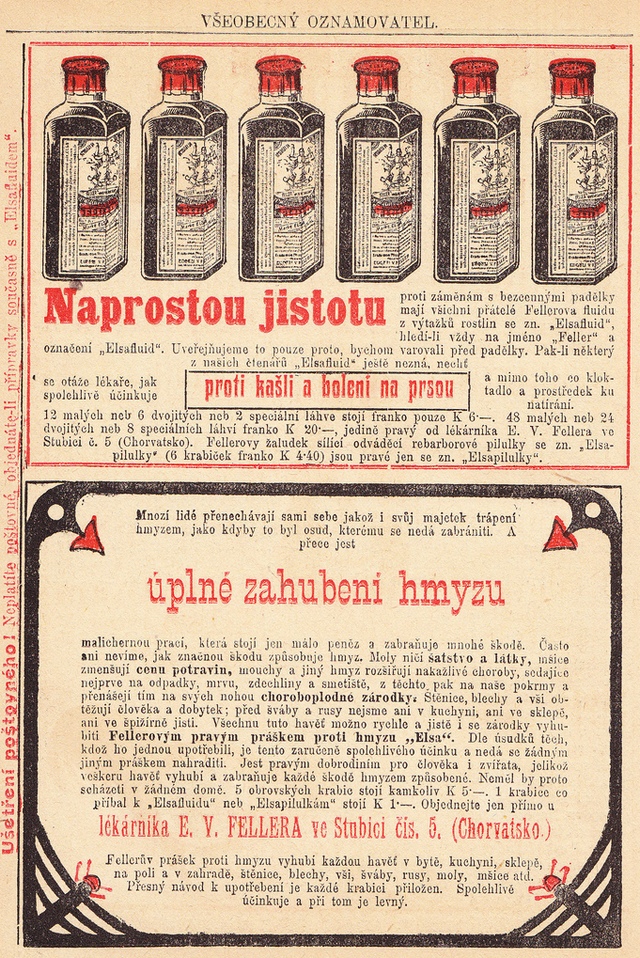 VŠEOBECNÝ OZNAMOVATEL.
Naprostou jistotu
proti záměnám s bezcennými padělky
mají všichni přátelé Fellerova fluidu
z výtažků rostlin se zn. „Elsafluid“,
hledí-li vždy na jméno „Feller“ a
označení „Elsafluid“. Uveřejňujeme to pouze proto, bychom varovali před padělky. Pak-li některý
z našich čtenářů „Elsafluid“ ještě nezná, nechť
se otáže lékaře, jak
spolehlivě účinkuje
proti kašli a bolení na prsou
a mimo toho co klok-
tadlo a prostředek ku
natírání.
12 malých neb 6 dvojitých neb 2 speciální láhve stojí franko pouze K 6·—. 48 malých neb 24
dvojitých neb 8 speciálních láhví franko K 20·—, jedině pravý od lékárníka E. V. Fellera ve
Stubici č. 5 (Chorvatsko). Fellerovy žaludek sílící odváděcí rebarborové pilulky se zn. „Elsa-
pilulky“ (6 krabiček franko K 4·40) jsou pravé jen se zn. „Elsapilulky“.
Ušetření poštovného! Neplatíte poštovné, objednáte-li přípravky současně s „Elsafluidem“.
Mnozí lidé přenechávají sami sebe jakož i svůj majetek trápení
hmyzem, jako kdyby to byl osud, kterému se nedá zabrániti. A
přece jest
úplné zahubení hmyzu
malichernou prací, která stojí jen málo peněz a zabraňuje mnohé škodě. Často
ani nevíme, jak značnou škodu způsobuje hmyz. Moly ničí šatstvo a látky, mšice
zmenšují cenu potravin, mouchy a jiný hmyz rozšiřují nakažlivé choroby, sedajíce
nejprve na odpadky, mrvu, zdechliny a smetiště, z těchto pak na naše pokrmy a
přenášejí tím na svých nohou choroboplodné zárodky. Štěnice, blechy a vši ob-
těžují člověka a dobytek; před šváby a rusy nejsme ani v kuchyni, ani ve sklepě,
ani ve špižírně jisti. Všechnu tuto havěť možno rychle a jistě i se zárodky vyhu-
biti Fellerovým pravým práškem proti hmyzu „Elsa“. Dle úsudků těch,
kdož ho jednou upotřebili, je tento zaručeně spolehlivého účinku a nedá se žádným
jiným práškem nahraditi. Jest pravým dobrodiním pro člověka i zvířata, jelikož
veškeru havěť vyhubí a zabraňuje každé škodě hmyzem způsobené. Neměl by proto
scházeti v žádném domě. 5 obrovských krabic stojí kamkoliv K 5·—. 1 krabice co
příbal k „Elsafluidu“ neb „Elsapilulkám“ stojí K 1·—. Objednejte jen přímo u
lékárníka E. V. FELLERA ve Stubici čís. 5. (Chorvatsko.)
Fellerův prášek proti hmyzu vyhubí každou havěť v bytě, kuchyni, sklepě,
na poli a v zahradě, štěnice, blechy, vši, šváby, rusy, moly, mšice atd.
Přesný návod k upotřebení je každé krabici přiložen. Spolehlivě
účinkuje a při tom je levný.